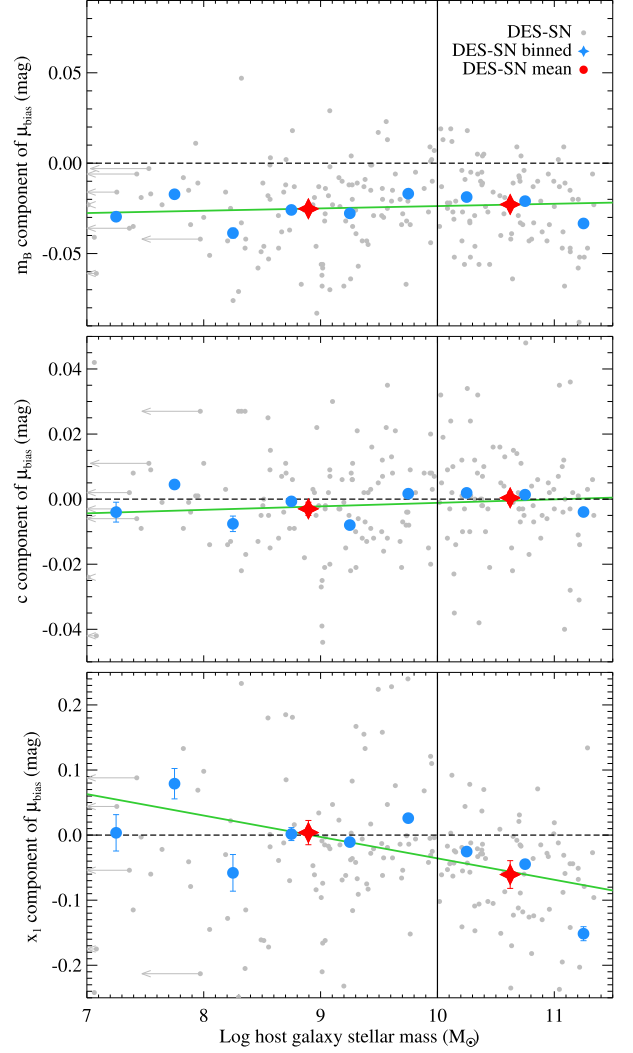 DES-SN
DES-SN binned
DES-SN mean
0.05
0.00
-0.05
m_B component of μ_bias (mag)
0.04
0.02
0.00
-0.02
-0.04
c component of μ_bias (mag)
0.2
0.1
0.0
-0.1
-0.2
x_1 component of μ_bias (mag)
7 8 9 10 11
Log host galaxy stellar mass (M_⊙)